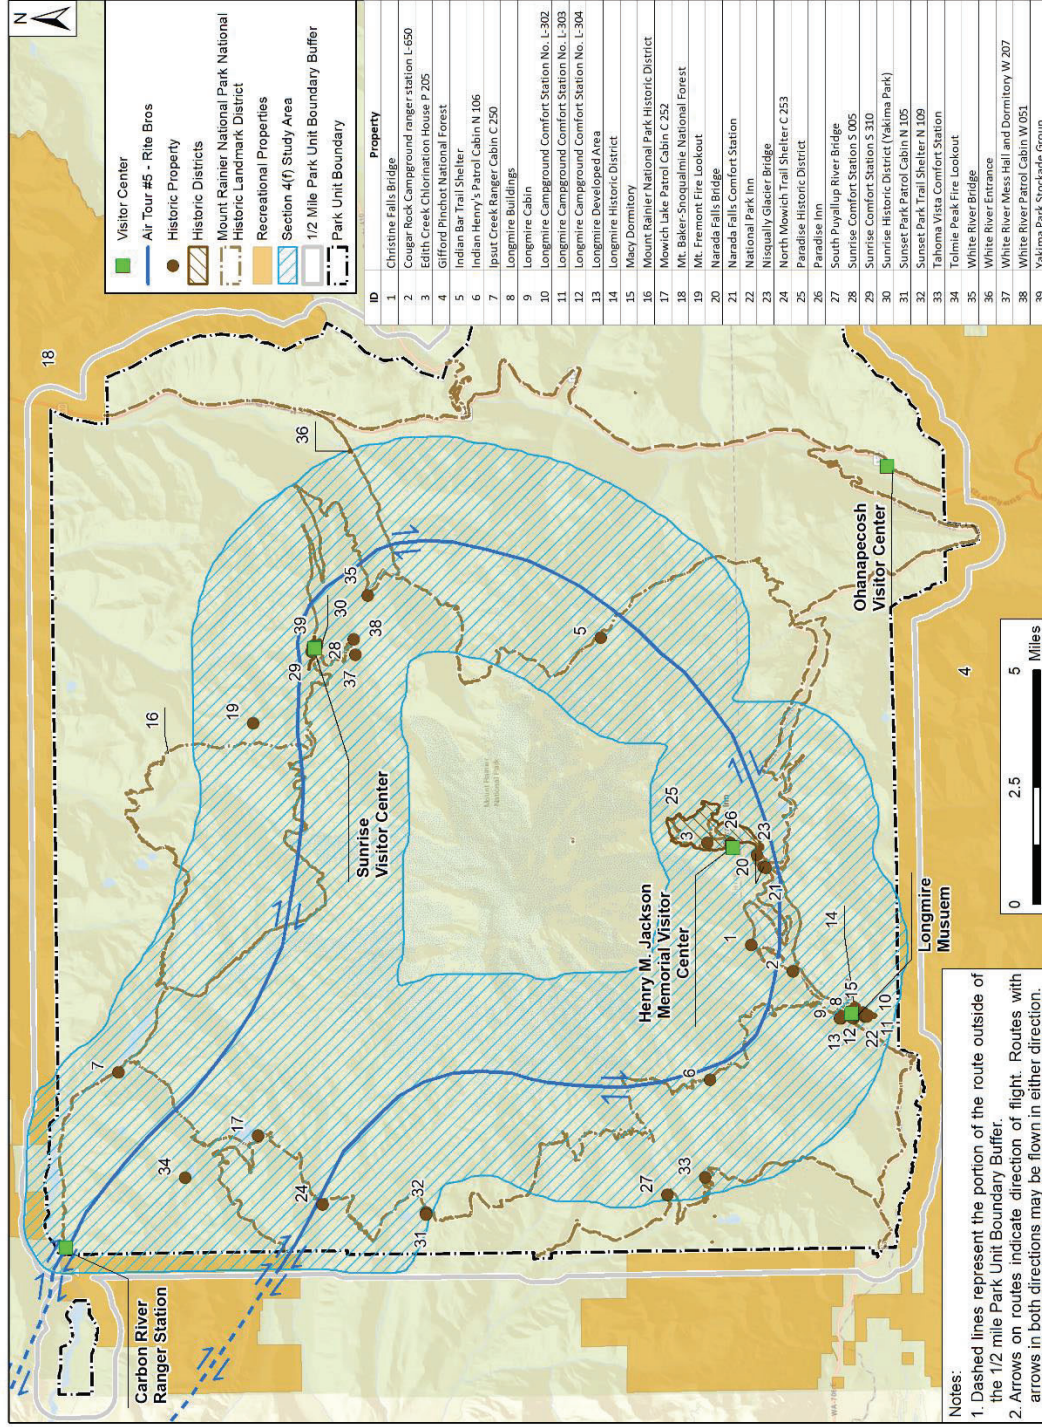 N
Visitor Center
Air Tour #5 - Rite Bros
Historic Property
Historic Districts
Mount Rainier National Park National
Historic Landmark District
Recreational Properties
Section 4(f) Study Area
1/2 Mile Park Unit Boundary Buffer
Park Unit Boundary
ID Property
1 Christine Falls Bridge
2 Cougar Rock Campground ranger station L-650
3 Edith Creek Chlorination House P 205
4 Gifford Pinchot National Forest
5 Indian Bar Trail Shelter
6 Indian Henry's Patrol Cabin N 106
7 Ipsut Creek Ranger Cabin C 250
8 Longmire Buildings
9 Longmire Cabin
10 Longmire Campground Comfort Station No. L-302
11 Longmire Campground Comfort Station No. L-303
12 Longmire Campground Comfort Station No. L-304
13 Longmire Developed Area
14 Longmire Historic District
15 Macy Dormitory
16 Mount Rainier National Park Historic District
17 Mowich Lake Patrol Cabin C 252
18 Mt. Baker-Snoqualmie National Forest
19 Mt. Fremont Fire Lookout
20 Narada Falls Bridge
21 Narada Falls Comfort Station
22 National Park Inn
23 Nisqually Glacier Bridge
24 North Mowich Trail Shelter C 253
25 Paradise Historic District
26 Paradise Inn
27 South Puyallup River Bridge
28 Sunrise Comfort Station S 005
29 Sunrise Comfort Station S 310
30 Sunrise Historic District (Yakima Park)
31 Sunset Park Patrol Cabin N 105
32 Sunset Park Trail Shelter N 109
33 Tahoma Vista Comfort Station
34 Tolmie Peak Fire Lookout
35 White River Bridge
36 White River Entrance
37 White River Mess Hall and Dormitory W 207
38 White River Patrol Cabin W 051
39 Yakima Park Stockade Group
18
36
16
19
29
39
30
28
35
37
38
7
34
17
24
31
32
5
25
3
26
20
23
21
1
2
6
27
33
14
9
8
15
13
12
22
11
10
4
Carbon River
Ranger Station
Sunrise
Visitor Center
Henry M. Jackson
Memorial Visitor
Center
Longmire
Musuem
Ohanapecosh
Visitor Center
Mount Rainier
National Park
0 2.5 5
Miles
Notes:
1. Dashed lines represent the portion of the route outside of
the 1/2 mile Park Unit Boundary Buffer.
2. Arrows on routes indicate direction of flight. Routes with
arrows in both directions may be flown in either direction.